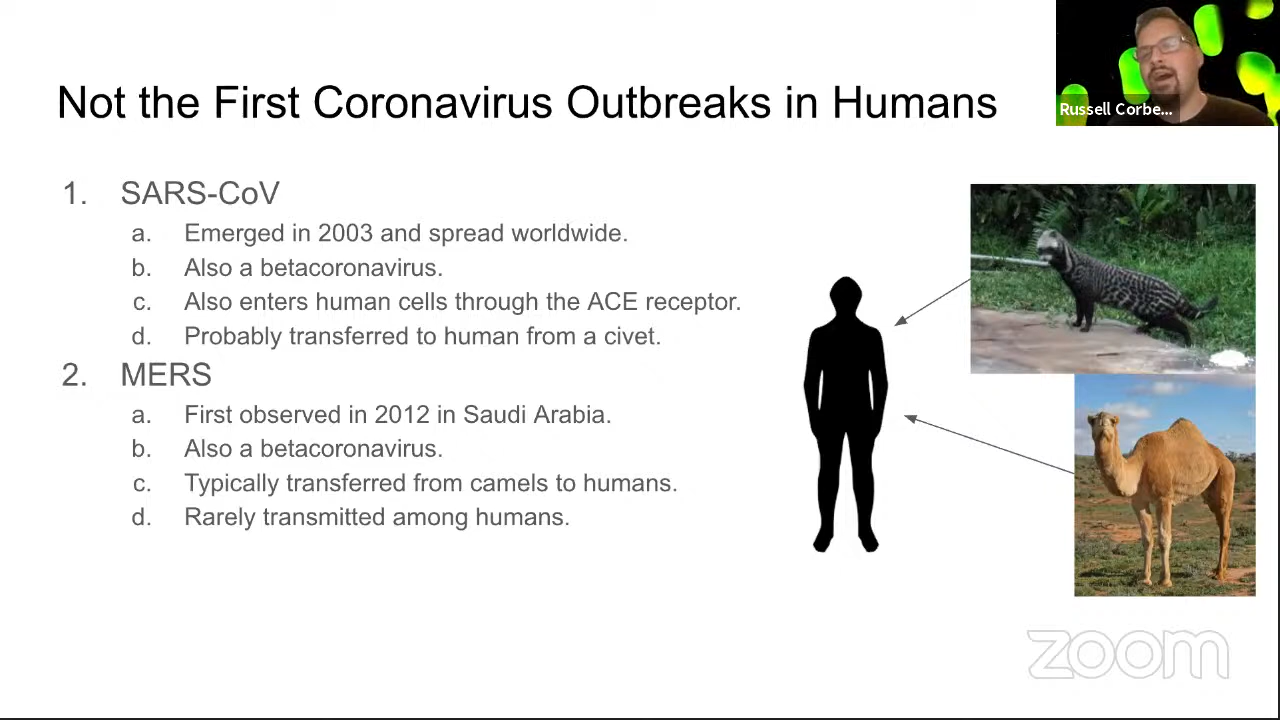 Not the First Coronavirus Outbreaks in Humans
Russell Corbe...
1. SARS-CoV
a. Emerged in 2003 and spread worldwide.
b. Also a betacoronavirus.
c. Also enters human cells through the ACE receptor.
d. Probably transferred to human from a civet.
2. MERS
a. First observed in 2012 in Saudi Arabia.
b. Also a betacoronavirus.
c. Typically transferred from camels to humans.
d. Rarely transmitted among humans.
zoom